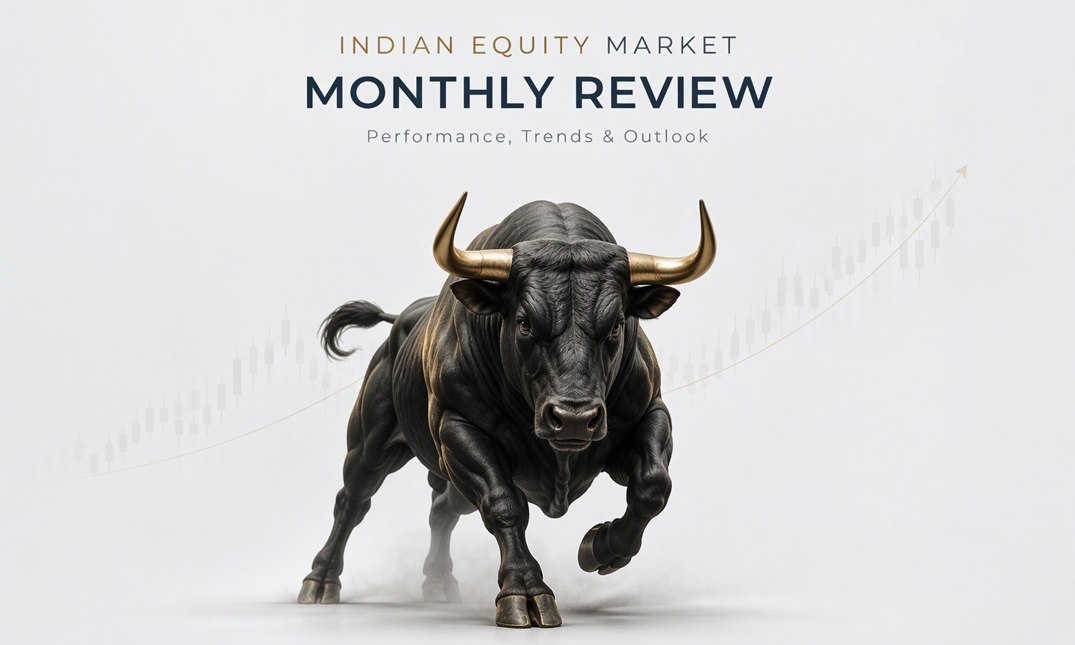 INDIAN EQUITY MARKET
MONTHLY REVIEW
Performance, Trends & Outlook